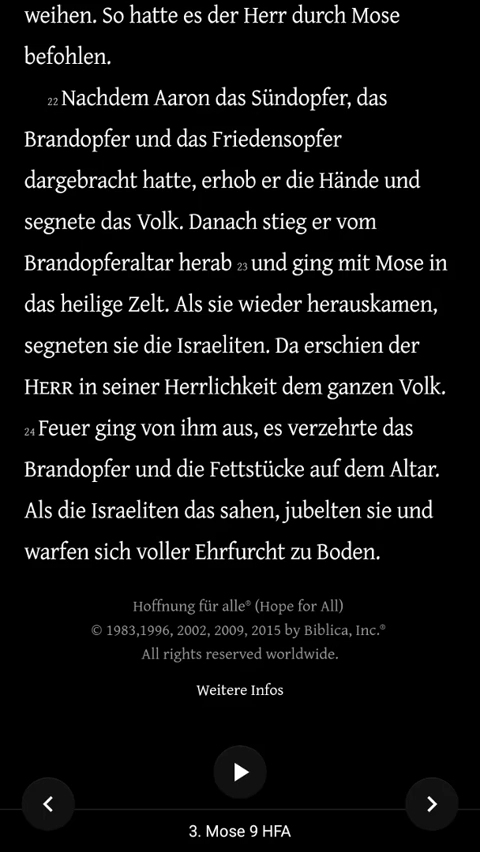 weihen. So hatte es der Herr durch Mose
befohlen.
22 Nachdem Aaron das Sündopfer, das
Brandopfer und das Friedensopfer
dargebracht hatte, erhob er die Hände und
segnete das Volk. Danach stieg er vom
Brandopferaltar herab 23 und ging mit Mose in
das heilige Zelt. Als sie wieder herauskamen,
segneten sie die Israeliten. Da erschien der
HERR in seiner Herrlichkeit dem ganzen Volk.
24 Feuer ging von ihm aus, es verzehrte das
Brandopfer und die Fettstücke auf dem Altar.
Als die Israeliten das sahen, jubelten sie und
warfen sich voller Ehrfurcht zu Boden.
Hoffnung für alle® (Hope for All)
© 1983,1996, 2002, 2009, 2015 by Biblica, Inc.®
All rights reserved worldwide.
Weitere Infos
3. Mose 9 HFA